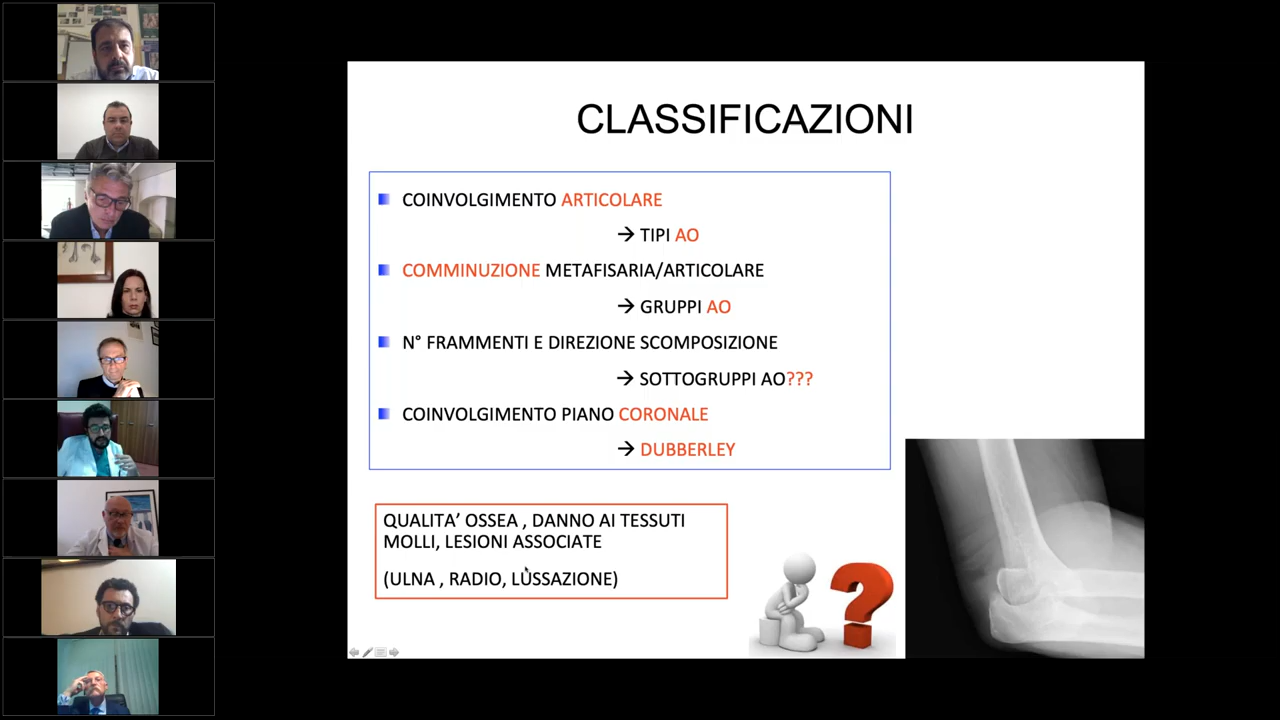 CLASSIFICAZIONI
COINVOLGIMENTO ARTICOLARE
→ TIPI AO
COMMINUZIONE METAFISARIA/ARTICOLARE
→ GRUPPI AO
N° FRAMMENTI E DIREZIONE SCOMPOSIZIONE
→ SOTTOGRUPPI AO???
COINVOLGIMENTO PIANO CORONALE
→ DUBBERLEY
QUALITA’ OSSEA , DANNO AI TESSUTI
MOLLI, LESIONI ASSOCIATE
(ULNA , RADIO, LUSSAZIONE)